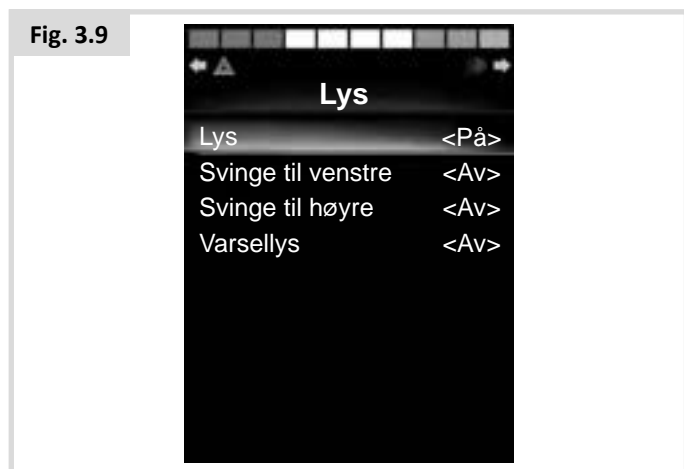 Fig. 3.9
Lys
Lys <På>
Svinge til venstre <Av>
Svinge til høyre <Av>
Varsellys <Av>